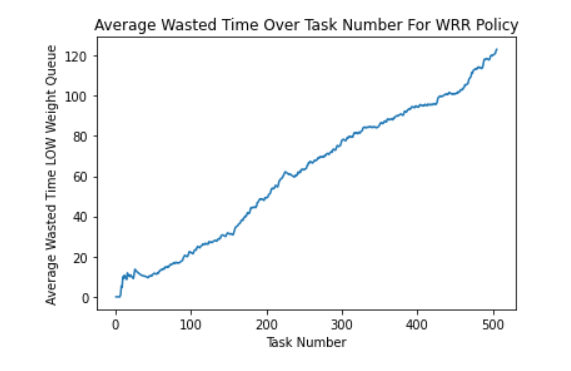 Average Wasted Time Over Task Number For WRR Policy
Average Wasted Time LOW Weight Queue
120
100
80
60
40
20
0
0 100 200 300 400 500
Task Number